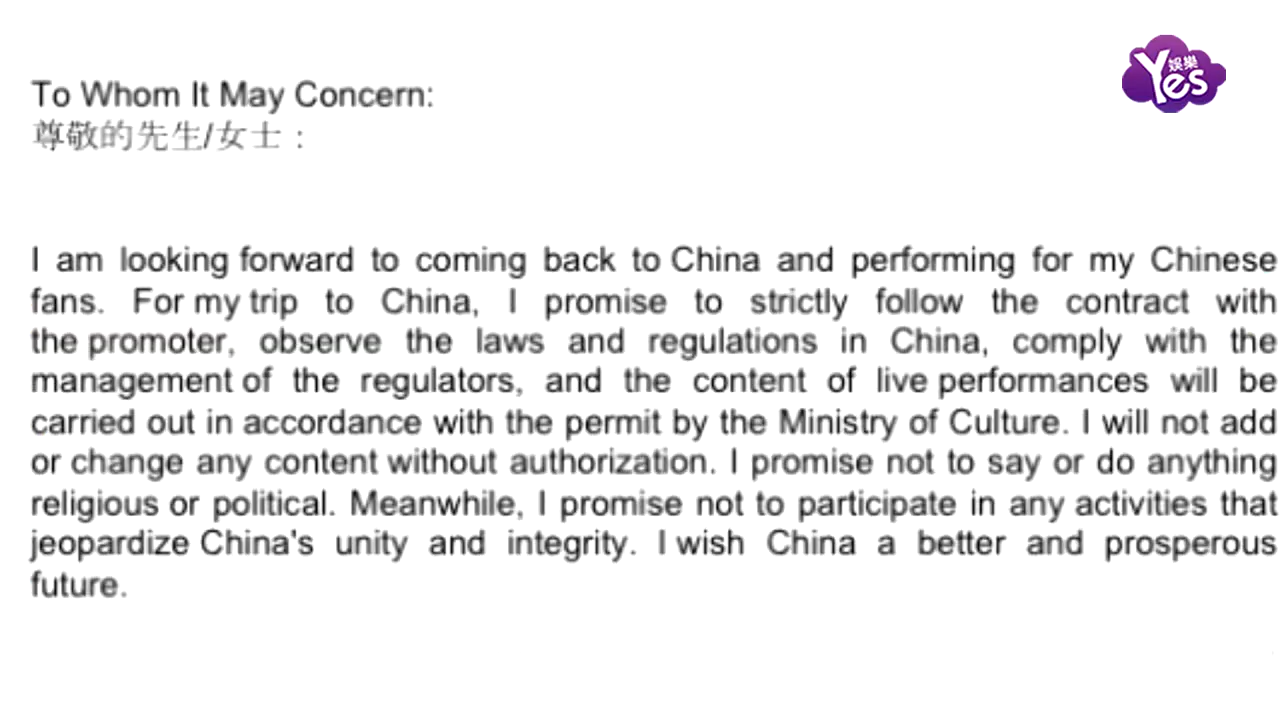 Yes娛樂
To Whom It May Concern:
尊敬的先生/女士：
I am looking forward to coming back to China and performing for my Chinese
fans. For my trip to China, I promise to strictly follow the contract with
the promoter, observe the laws and regulations in China, comply with the
management of the regulators, and the content of live performances will be
carried out in accordance with the permit by the Ministry of Culture. I will not add
or change any content without authorization. I promise not to say or do anything
religious or political. Meanwhile, I promise not to participate in any activities that
jeopardize China's unity and integrity. I wish China a better and prosperous
future.